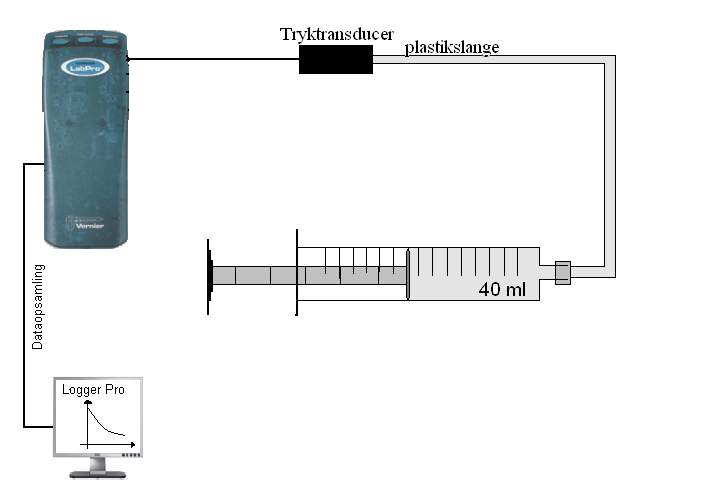 Tryktransducer
plastikslange
LabPro
Vernier
40 ml
Dataopsamling
Logger Pro